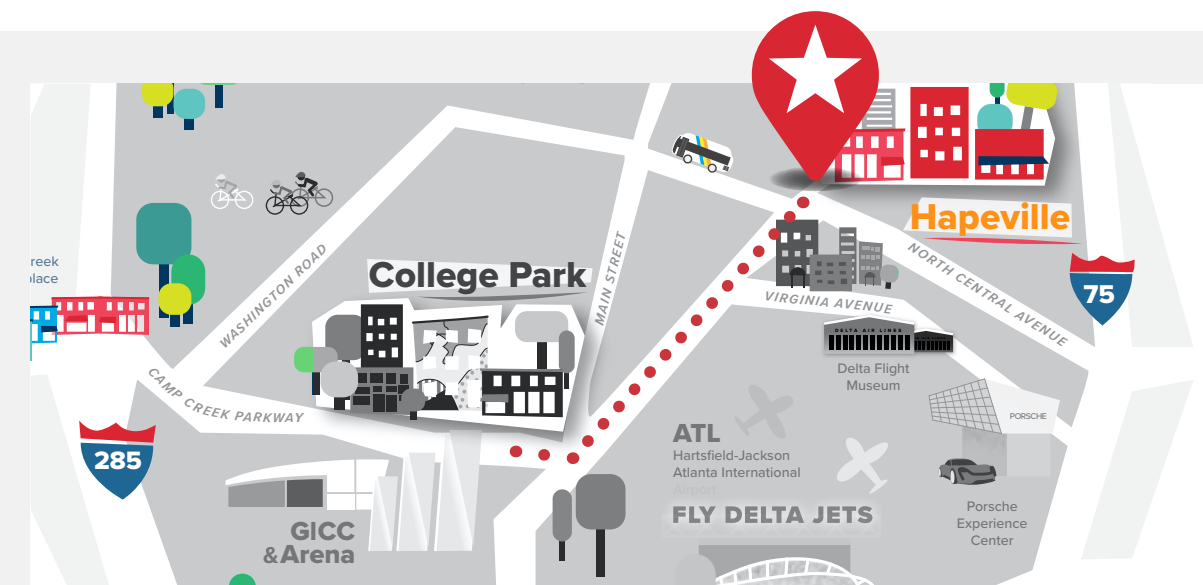 Hapeville
reek
place
WASHINGTON ROAD
College Park
MAIN STREET
NORTH CENTRAL AVENUE
75
VIRGINIA AVENUE
DELTA AIR LINES
Delta Flight
Museum
CAMP CREEK PARKWAY
PORSCHE
285
ATL
Hartsfield-Jackson
Atlanta International
Airport
FLY DELTA JETS
GICC
&Arena
Porsche
Experience
Center